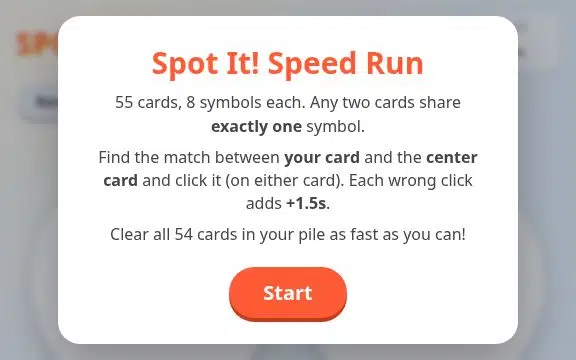 SPO
Spot It! Speed Run
55 cards, 8 symbols each. Any two cards share
exactly one symbol.
Find the match between your card and the center
card and click it (on either card). Each wrong click
adds +1.5s.
Clear all 54 cards in your pile as fast as you can!
Start